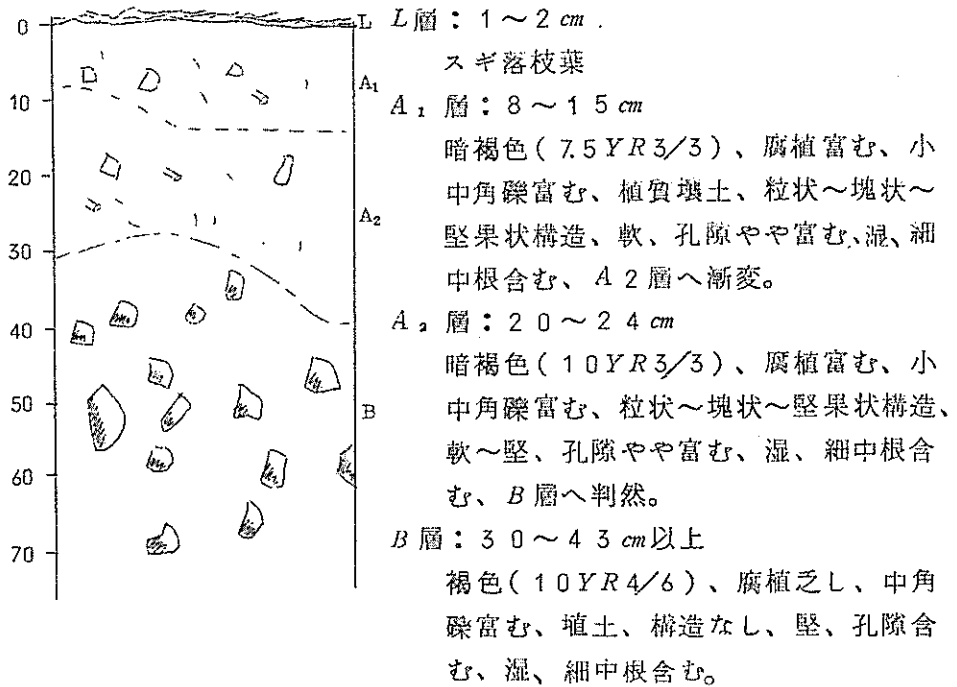 0
10
20
30
40
50
60
70
L
A1
A2
B
L層：1～2cm.
スギ落枝葉
A1層：8～15cm
暗褐色(7.5YR3/3)、腐植富む、小
中角礫富む、植質壌土、粒状～塊状～
堅果状構造、軟、孔隙やや富む、湿、細
中根含む、A2層へ漸変。
A2層：20～24cm
暗褐色(10YR3/3)、腐植富む、小
中角礫富む、粒状～塊状～堅果状構造、
軟～堅、孔隙やや富む、湿、細中根含
む、B層へ判然。
B層：30～43cm以上
褐色(10YR4/6)、腐植乏し、中角
礫富む、埴土、構造なし、堅、孔隙含
む、湿、細中根含む。